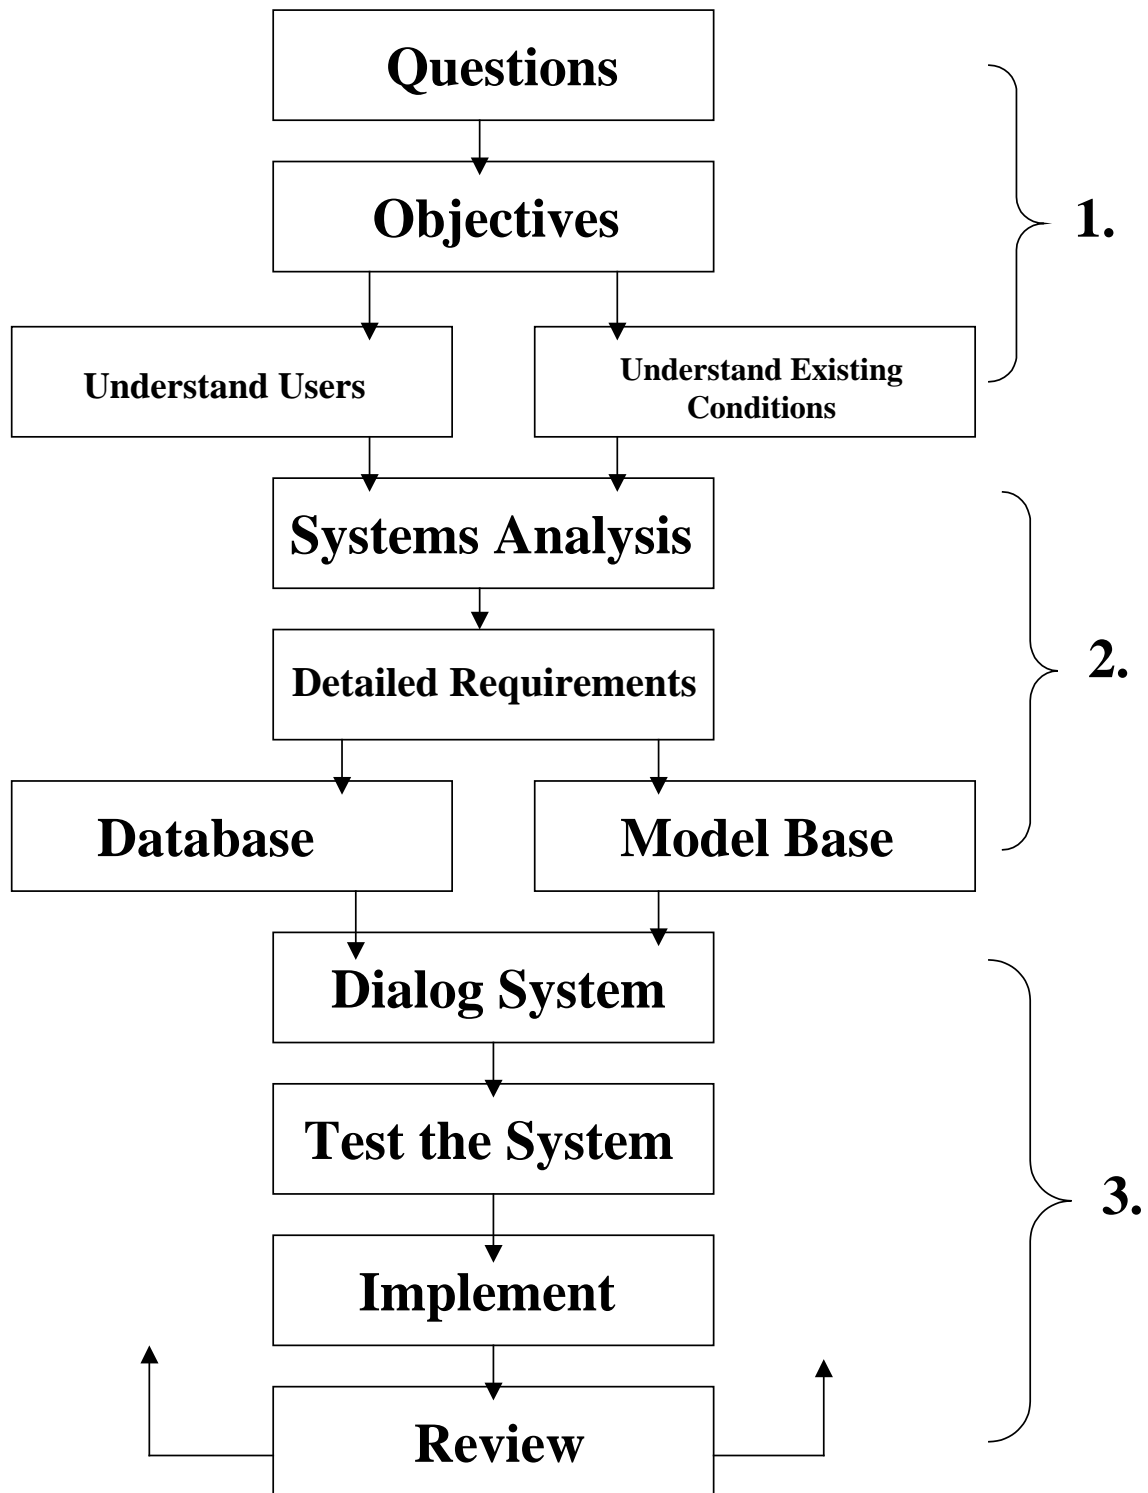 Questions
Objectives
1.
Understand Users
Understand Existing
Conditions
Systems Analysis
Detailed Requirements
2.
Database
Model Base
Dialog System
Test the System
3.
Implement
Review